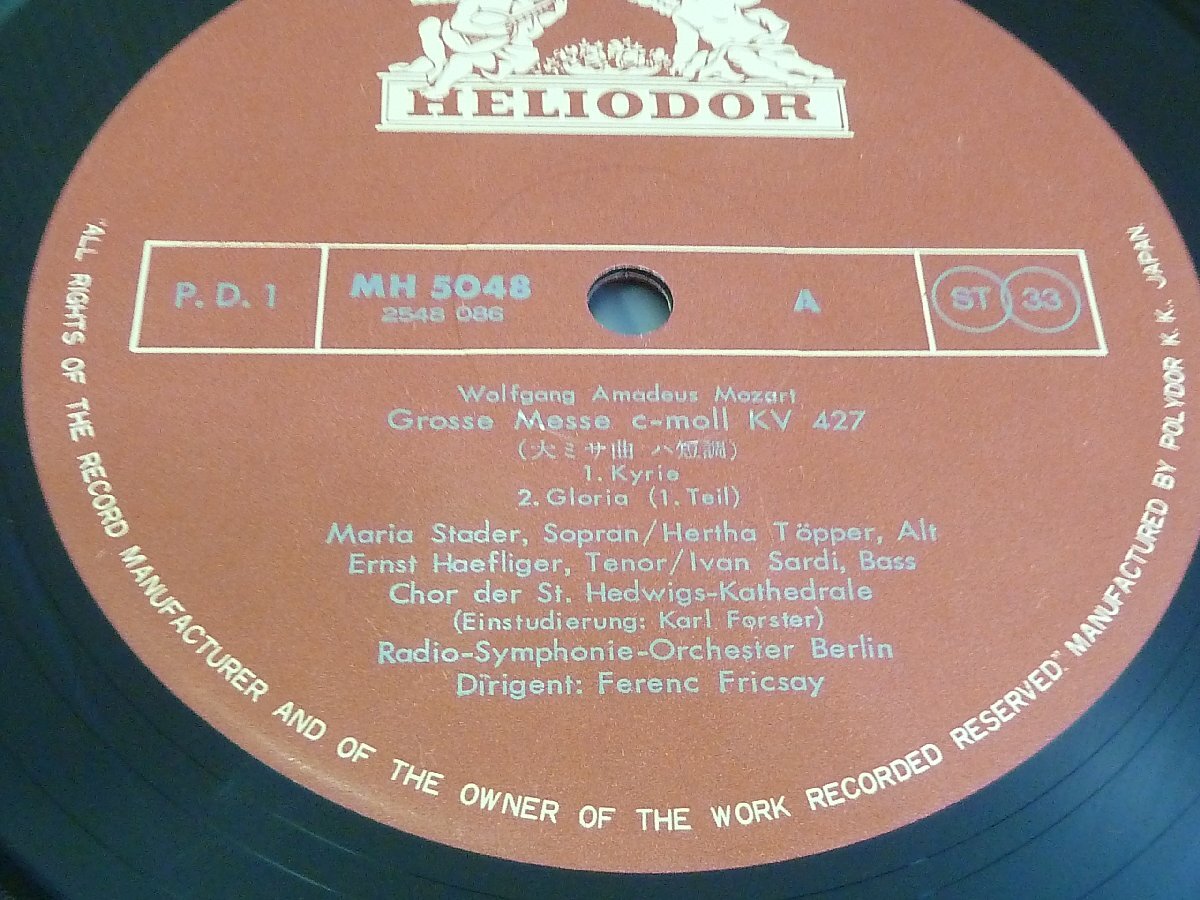 HELIODOR
P. D. 1
MH 5048
2548 086
A
ST 33
Wolfgang Amadeus Mozart
Grosse Messe c-moll KV 427
(大ミサ曲 ハ短調)
1. Kyrie
2. Gloria (1. Teil)
Maria Stader, Sopran/Hertha Töpper, Alt
Ernst Haefliger, Tenor/Ivan Sardi, Bass
Chor der St. Hedwigs-Kathedrale
(Einstudierung: Karl Forster)
Radio-Symphonie-Orchester Berlin
Dirigent: Ferenc Fricsay
"ALL RIGHTS OF THE RECORD MANUFACTURER AND OF THE OWNER OF THE WORK RECORDED RESERVED." MANUFACTURED BY POLYDOR K. K., JAPAN